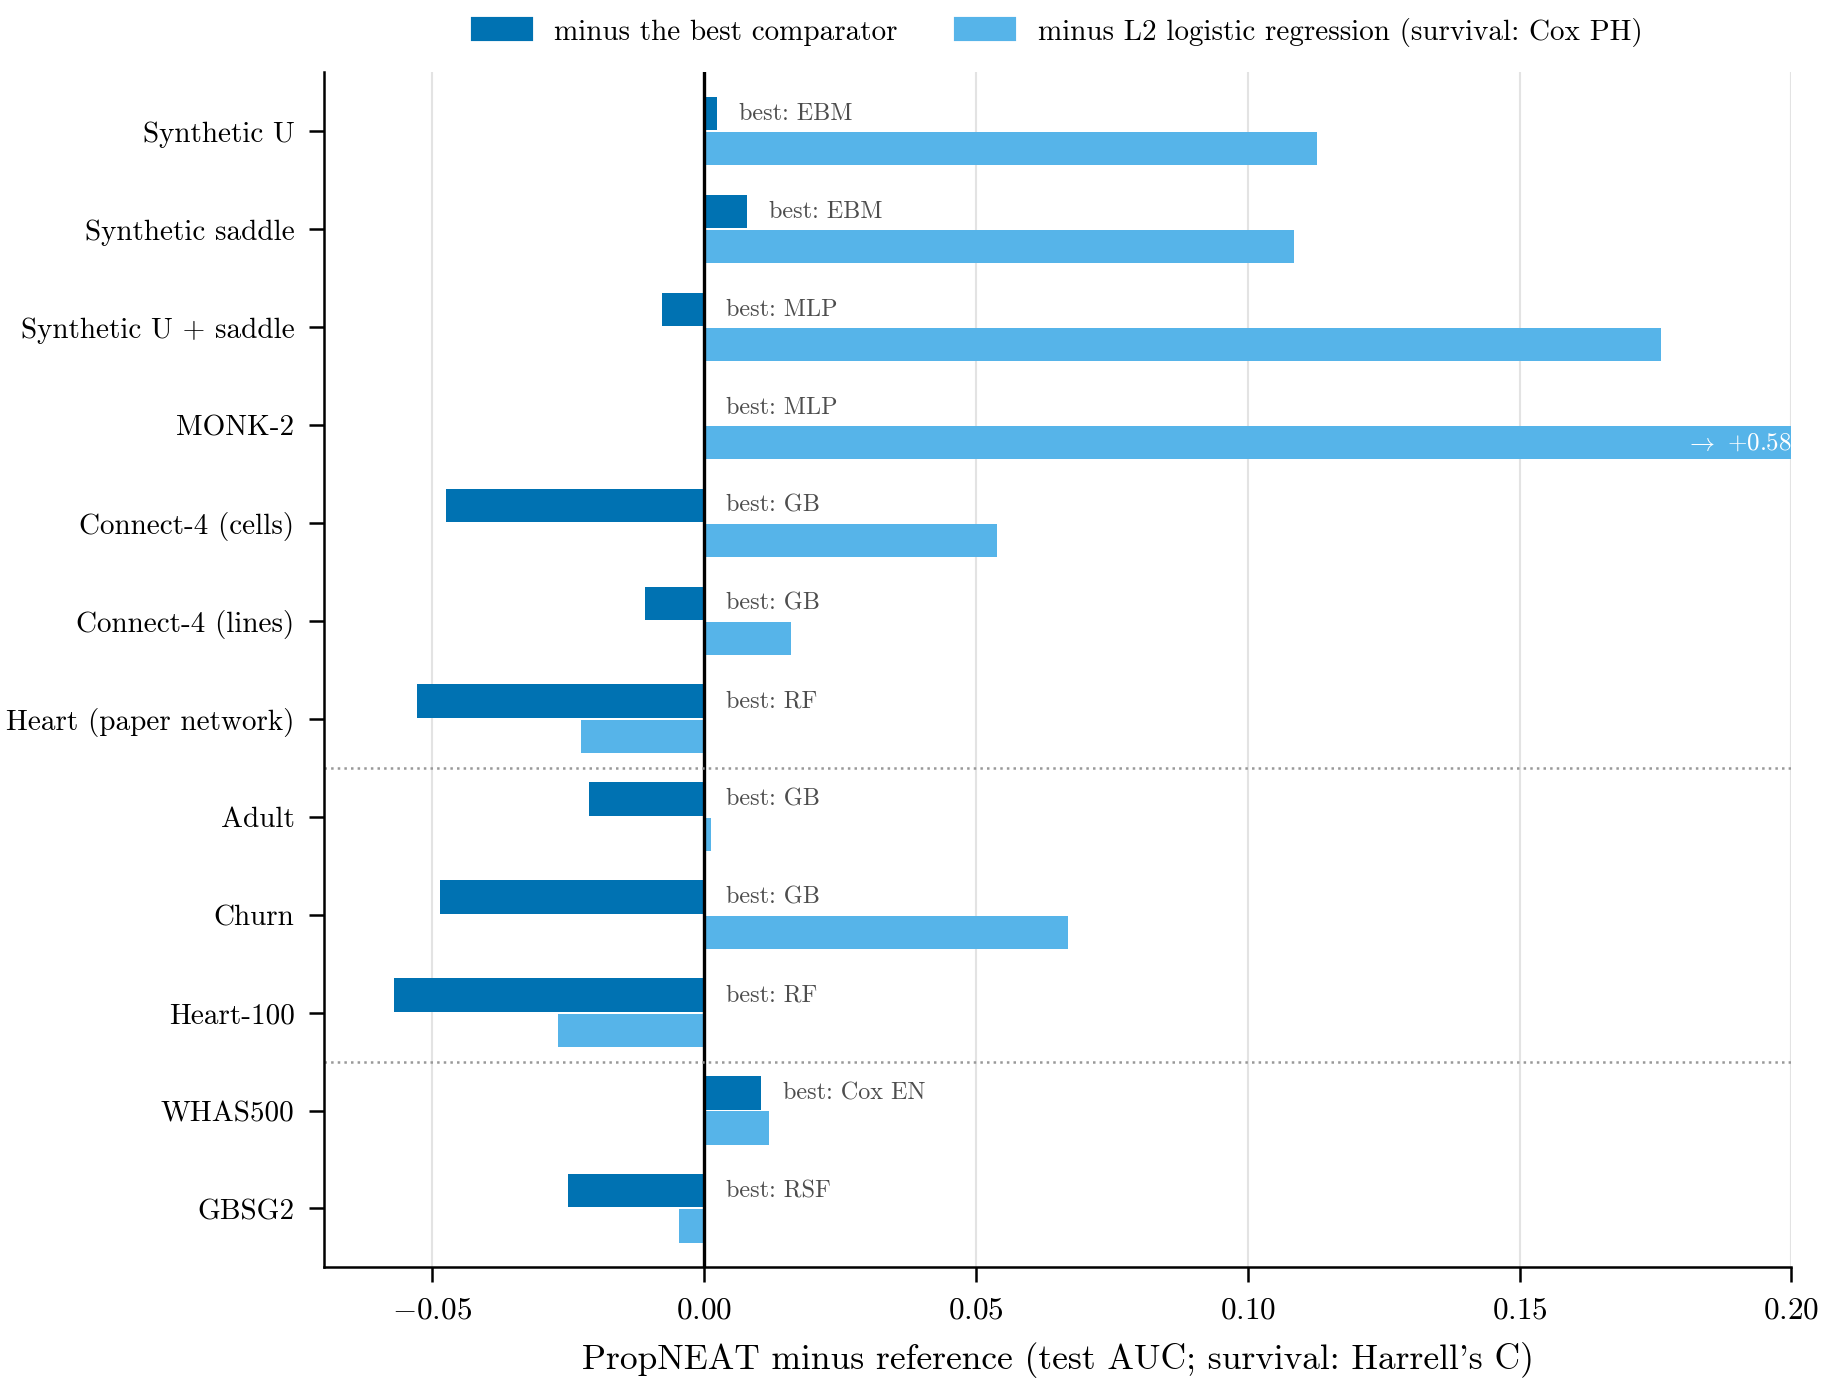 minus the best comparator
minus L2 logistic regression (survival: Cox PH)
Synthetic U
best: EBM
Synthetic saddle
best: EBM
Synthetic U + saddle
best: MLP
MONK-2
best: MLP
→ +0.58
Connect-4 (cells)
best: GB
Connect-4 (lines)
best: GB
Heart (paper network)
best: RF
Adult
best: GB
Churn
best: GB
Heart-100
best: RF
WHAS500
best: Cox EN
GBSG2
best: RSF
−0.05 0.00 0.05 0.10 0.15 0.20
PropNEAT minus reference (test AUC; survival: Harrell's C)